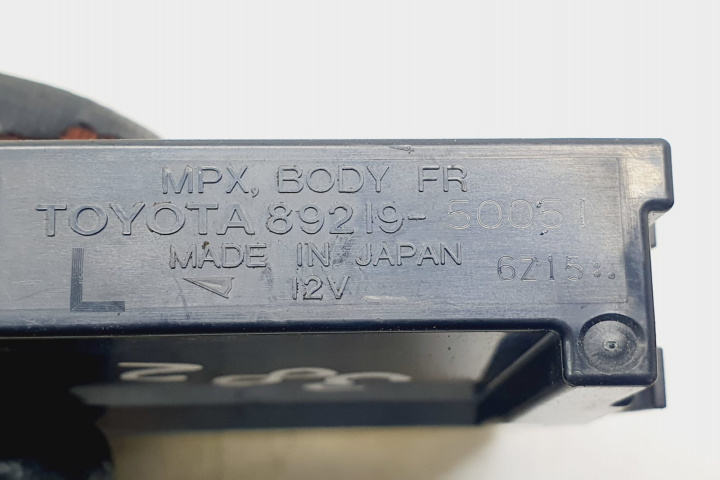 MPX, BODY FR
TOYOTA 89219-50051
MADE IN JAPAN
6Z15
L
12V